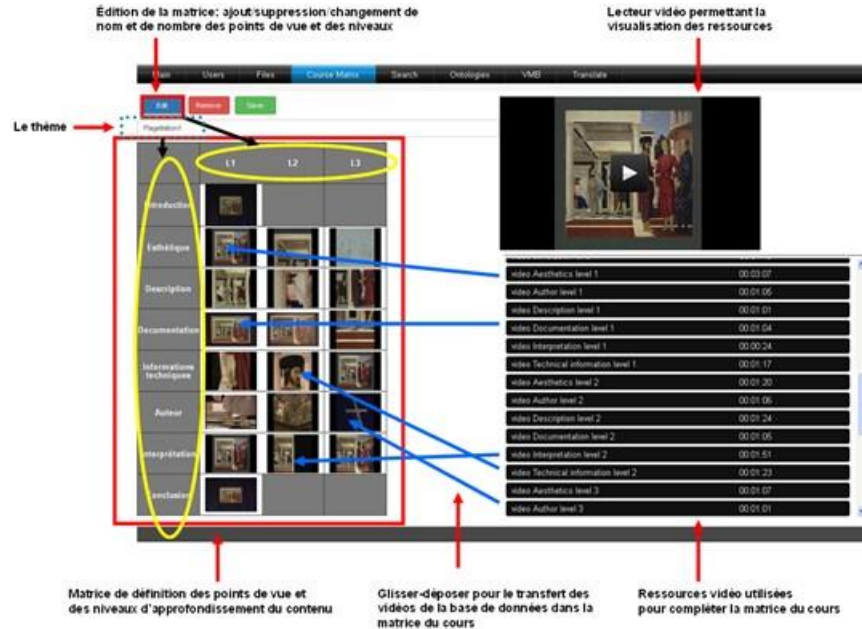 Édition de la matrice: ajout/suppression/changement de
nom et de nombre des points de vue et des niveaux
Lecteur vidéo permettant la
visualisation des ressources
Main Users Files Course Matrix Search Ontologies VMB Translate
Edit Remove Save
Le thème
Flagellation1
L1 L2 L3
Introduction
Esthétique
Description
Documentation
Informations
techniques
Auteur
Interprétation
Conclusion
video Aesthetics level 1 00:03:07
video Author level 1 00:01:05
video Description level 1 00:01:01
video Documentation level 1 00:01:04
video Interpretation level 1 00:00:24
video Technical information level 1 00:01:17
video Aesthetics level 2 00:01:20
video Author level 2 00:01:06
video Description level 2 00:01:24
video Documentation level 2 00:01:05
video Interpretation level 2 00:01:51
video Technical information level 2 00:01:23
video Aesthetics level 3 00:01:07
video Author level 3 00:01:01
Matrice de définition des points de vue et
des niveaux d'approfondissement du contenu
Glisser-déposer pour le transfert des
vidéos de la base de données dans la
matrice du cours
Ressources vidéo utilisées
pour compléter la matrice du cours